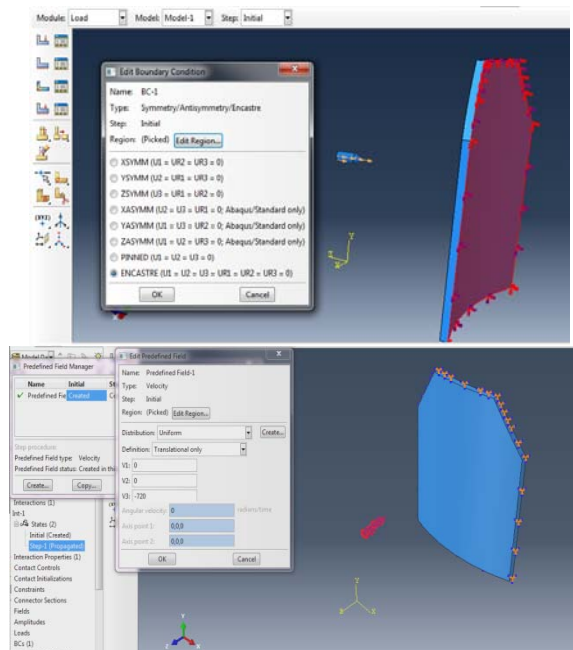 Module: Load Model: Model-1 Step: Initial
Edit Boundary Condition
Name: BC-1
Type: Symmetry/Antisymmetry/Encastre
Step: Initial
Region: (Picked) Edit Region...
XSYMM (U1 = UR2 = UR3 = 0)
YSYMM (U2 = UR1 = UR3 = 0)
ZSYMM (U3 = UR1 = UR2 = 0)
XASYMM (U2 = U3 = UR1 = 0; Abaqus/Standard only)
YASYMM (U1 = U3 = UR2 = 0; Abaqus/Standard only)
ZASYMM (U1 = U2 = UR3 = 0; Abaqus/Standard only)
PINNED (U1 = U2 = U3 = 0)
ENCASTRE (U1 = U2 = U3 = UR1 = UR2 = UR3 = 0)
OK Cancel
Predefined Field Manager
Name Initial
Predefined Fie Created
Step procedure:
Predefined Field type: Velocity
Predefined Field status: Created in this
Create... Copy...
Interactions (1)
Int-1
States (2)
Initial (Created)
Step-1 (Propagated)
Interaction Properties (1)
Contact Controls
Contact Initializations
Constraints
Connector Sections
Fields
Amplitudes
Loads
BCs (1)
Edit Predefined Field
Name: Predefined Field-1
Type: Velocity
Step: Initial
Region: (Picked) Edit Region...
Distribution: Uniform Create...
Definition: Translational only
V1: 0
V2: 0
V3: -720
Angular velocity: 0 radians/time
Axis point 1: 0,0,0
Axis point 2: 0,0,0
OK Cancel